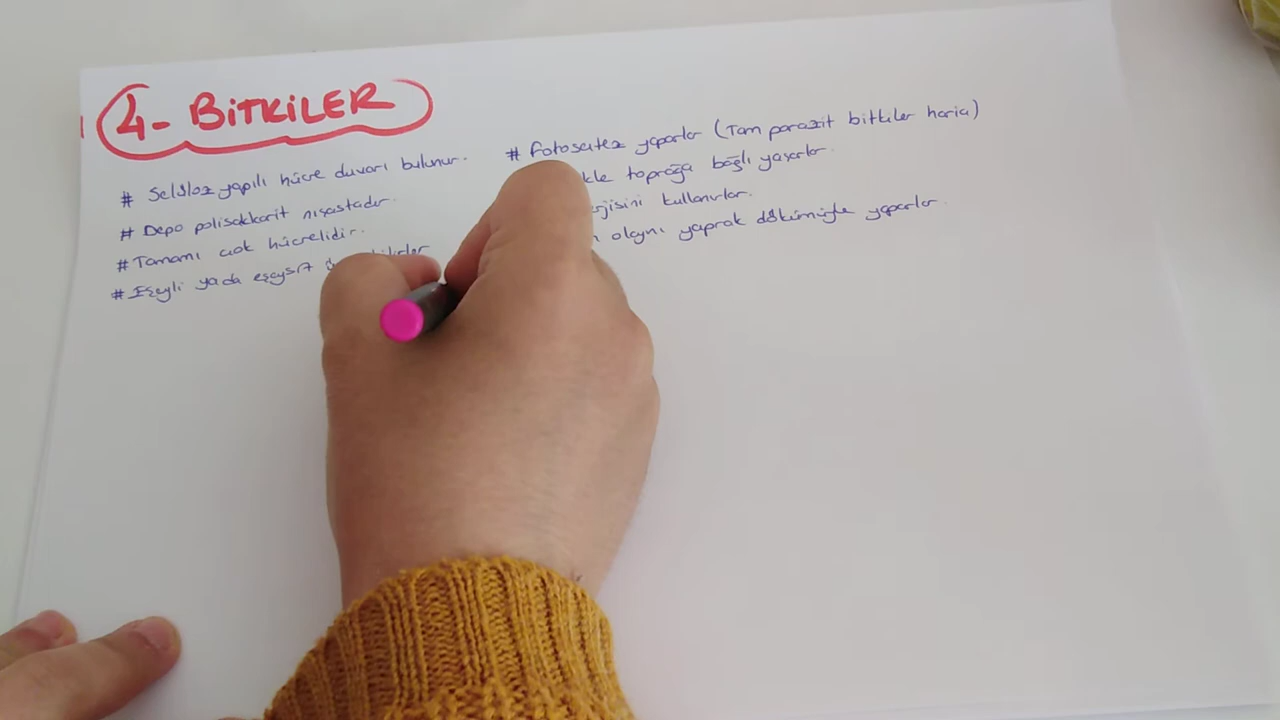 4- BİTKİLER
# Selüloz yapılı hücre duvarı bulunur.
# Depo polisakkarit nişastadır.
# Tamamı çok hücrelidir.
# Eşeyli yada eşeysiz
# Fotosentez yaparlar (Tam parazit bitkiler hariç)
toprağa bağlı yaşarlar.
kullanırlar.
olayını yaprak dökümüyle yaparlar.